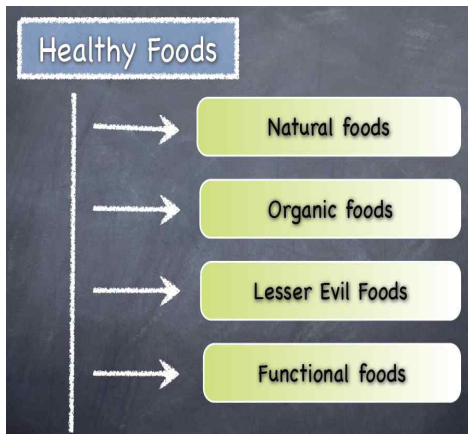 Healthy Foods
Natural foods
Organic foods
Lesser Evil Foods
Functional foods